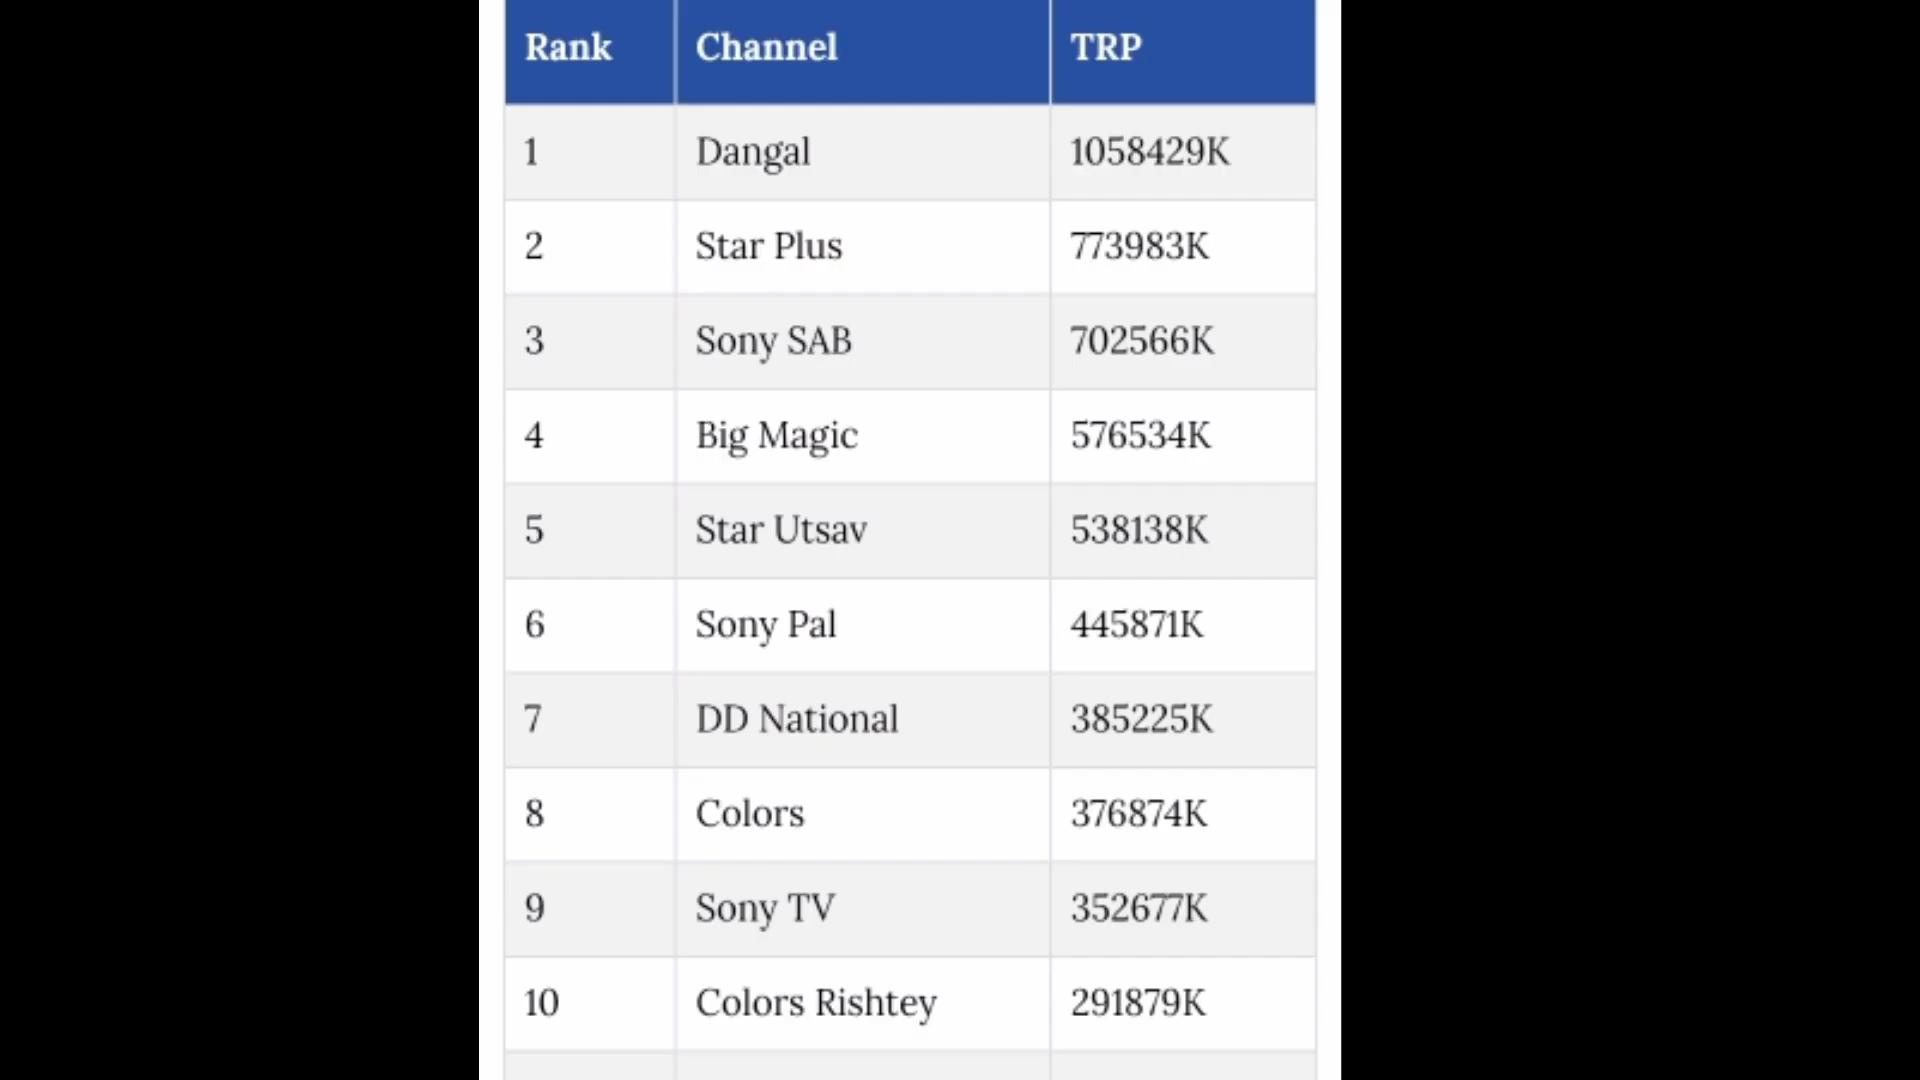 Rank Channel TRP
1 Dangal 1058429K
2 Star Plus 773983K
3 Sony SAB 702566K
4 Big Magic 576534K
5 Star Utsav 538138K
6 Sony Pal 445871K
7 DD National 385225K
8 Colors 376874K
9 Sony TV 352677K
10 Colors Rishtey 291879K